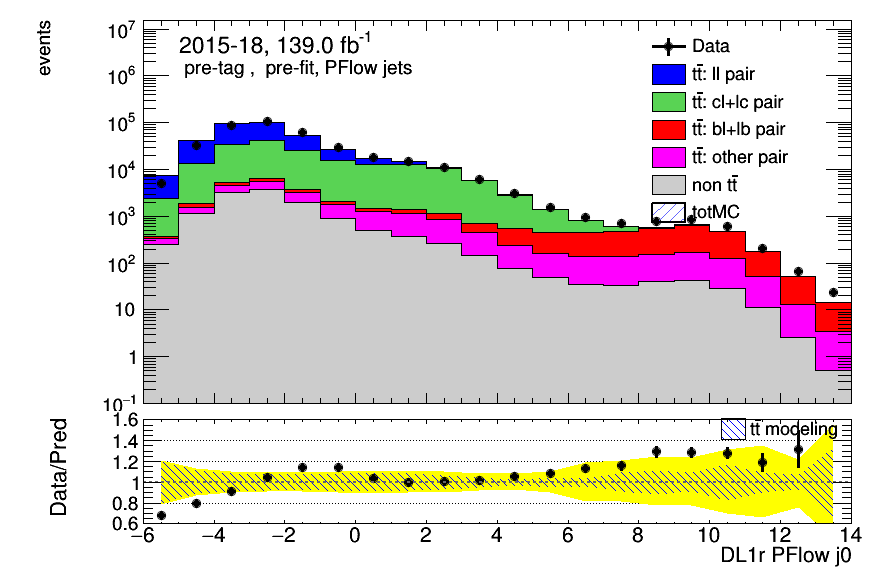 events
10⁷
10⁶
10⁵
10⁴
10³
10²
10
1
10⁻¹
2015-18, 139.0 fb⁻¹
pre-tag , pre-fit, PFlow jets
Data
tt̄: ll pair
tt̄: cl+lc pair
tt̄: bl+lb pair
tt̄: other pair
non tt̄
totMC
Data/Pred
1.6
1.4
1.2
1
0.8
0.6
tt̄ modeling
−6 −4 −2 0 2 4 6 8 10 12 14
DL1r PFlow j0